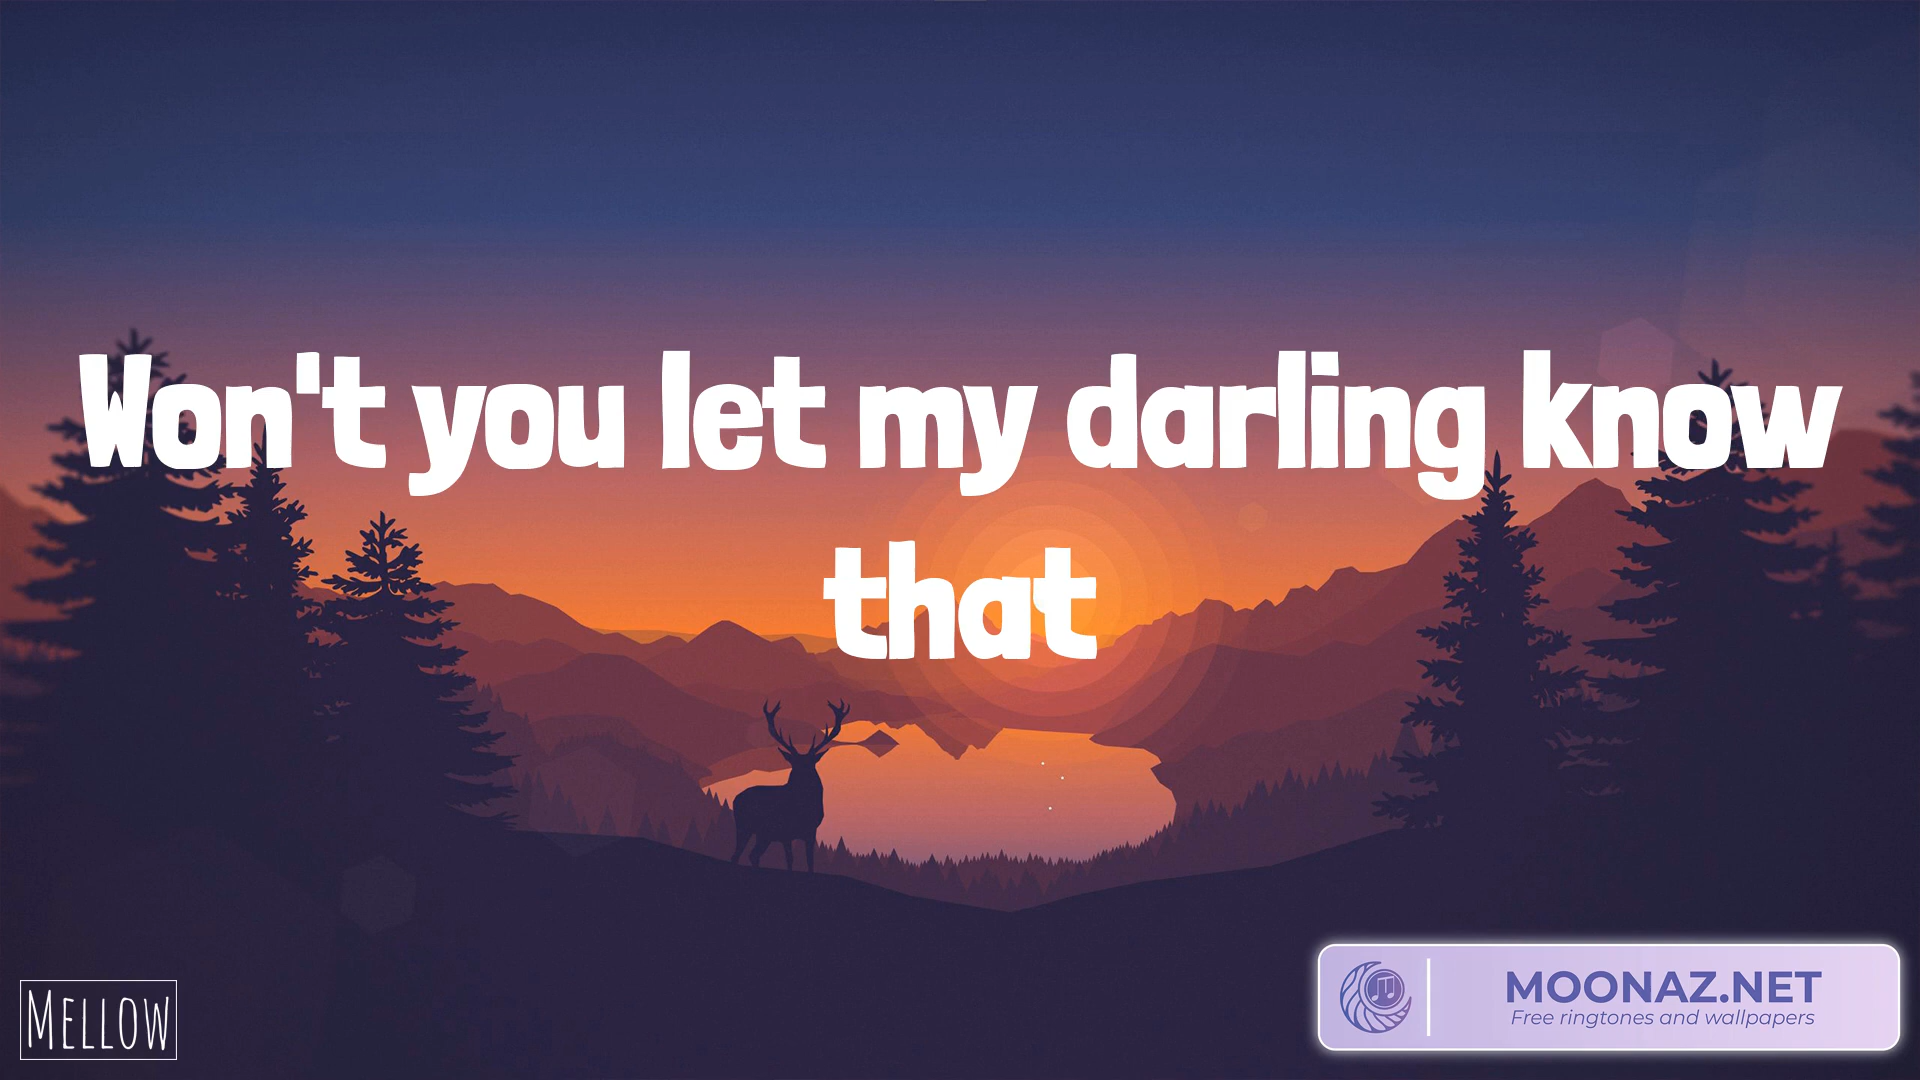 Won't you let my darling know
that
MELLOW
MOONAZ.NET
Free ringtones and wallpapers